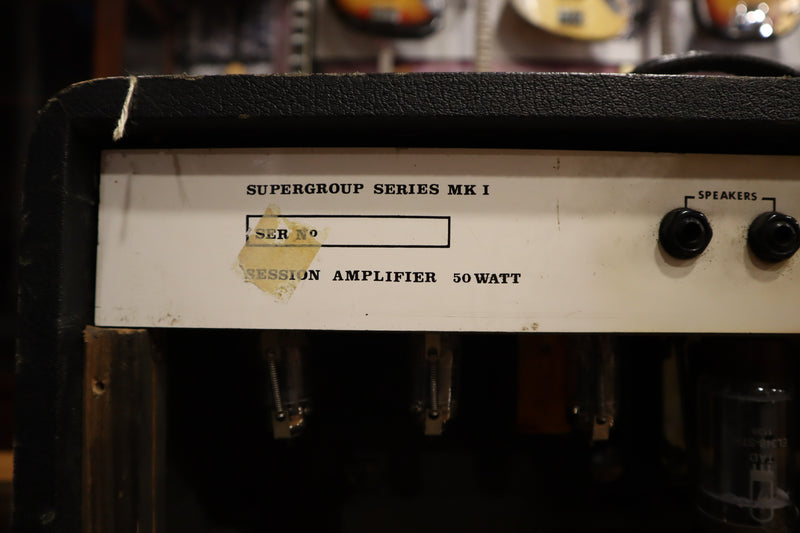 SUPERGROUP SERIES MK I
SPEAKERS
SER No
SESSION AMPLIFIER 50 WATT